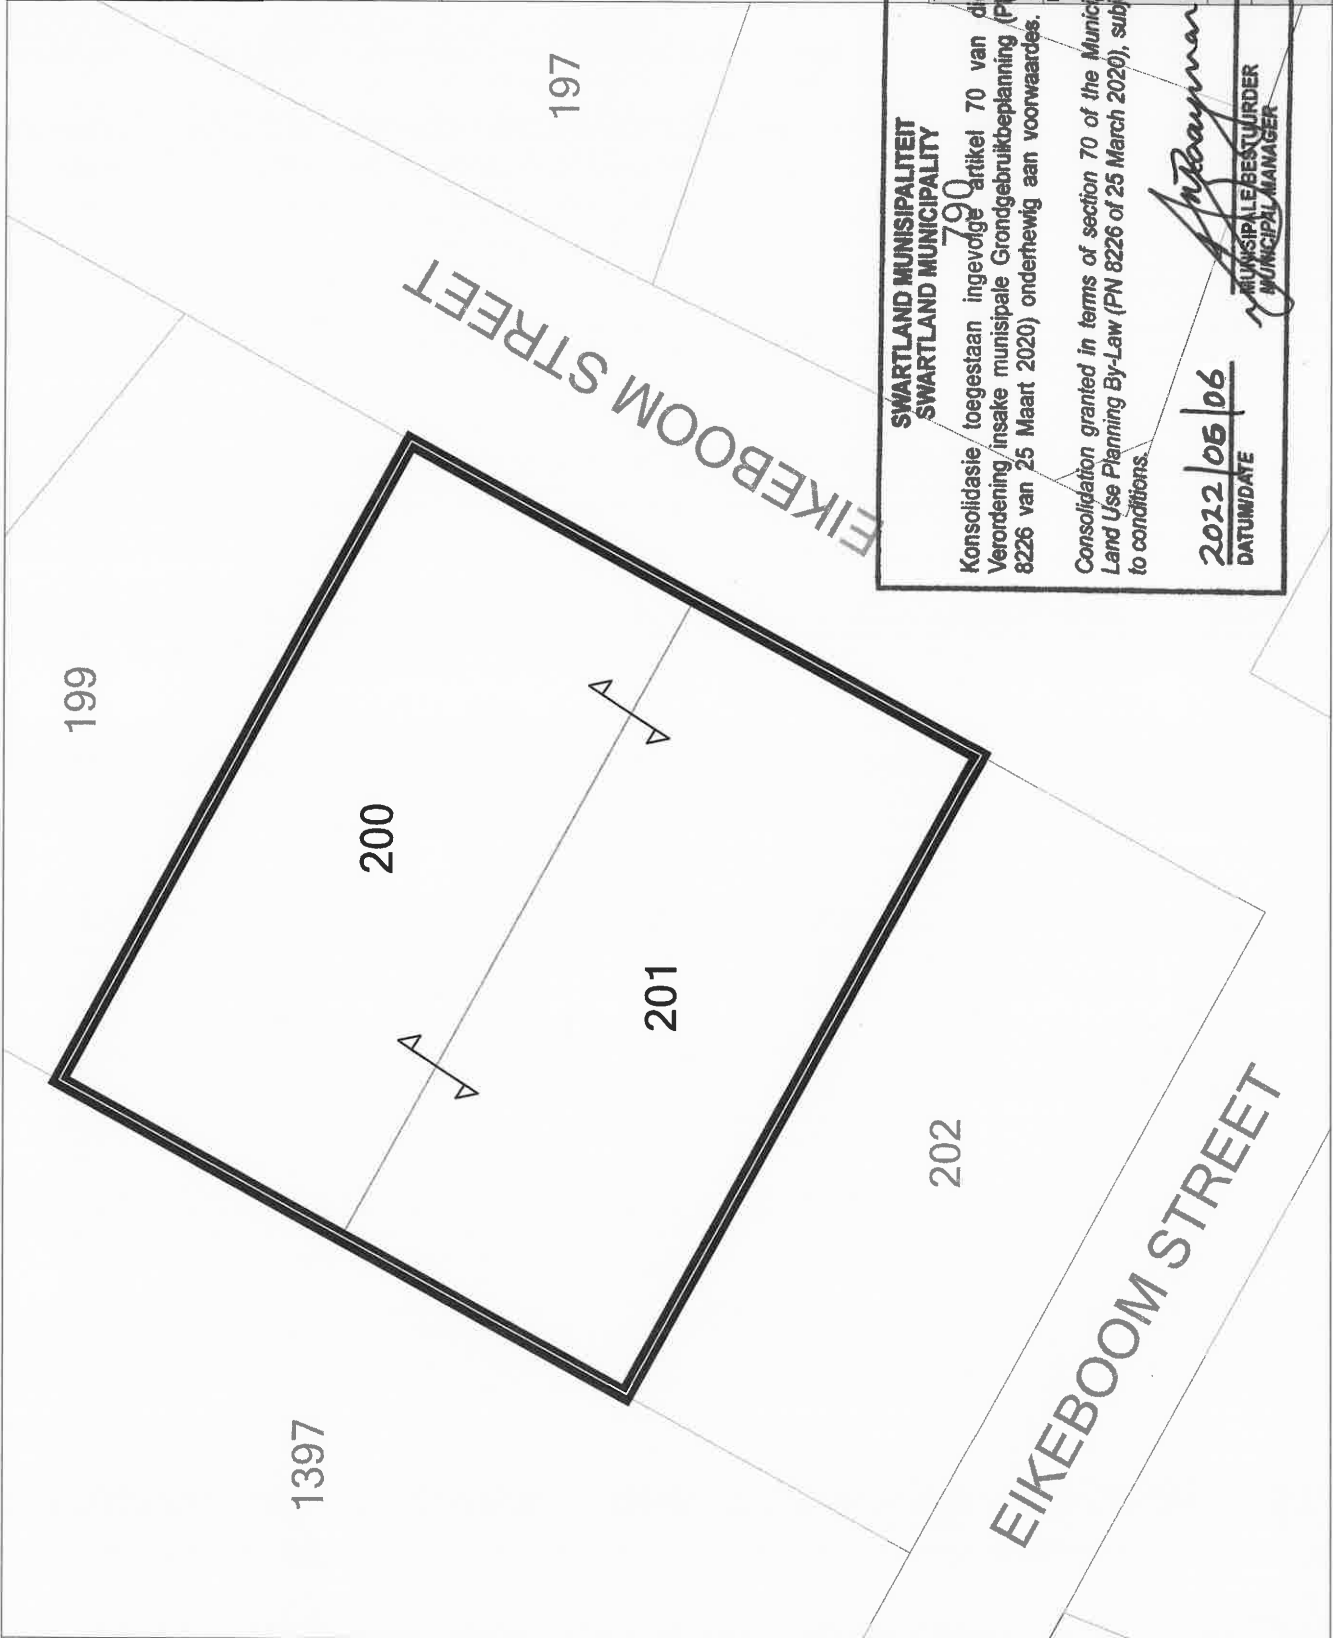 199
197
EIKEBOOM STREET
200
201
1397
202
EIKEBOOM STREET
790
SWARTLAND MUNISIPALITEIT
SWARTLAND MUNICIPALITY
Konsolidasie toegestaan ingevolge artikel 70 van
Verordening insake munisipale Grondgebruikbeplanning
8226 van 25 Maart 2020) onderhewig aan voorwaardes.
Consolidation granted in terms of section 70 of the
Land Use Planning By-Law (PN 8226 of 25 March 2020),
to conditions.
2022/05/06
DATUM/DATE
MUNISIPALE BESTUURDER
MUNICIPAL MANAGER